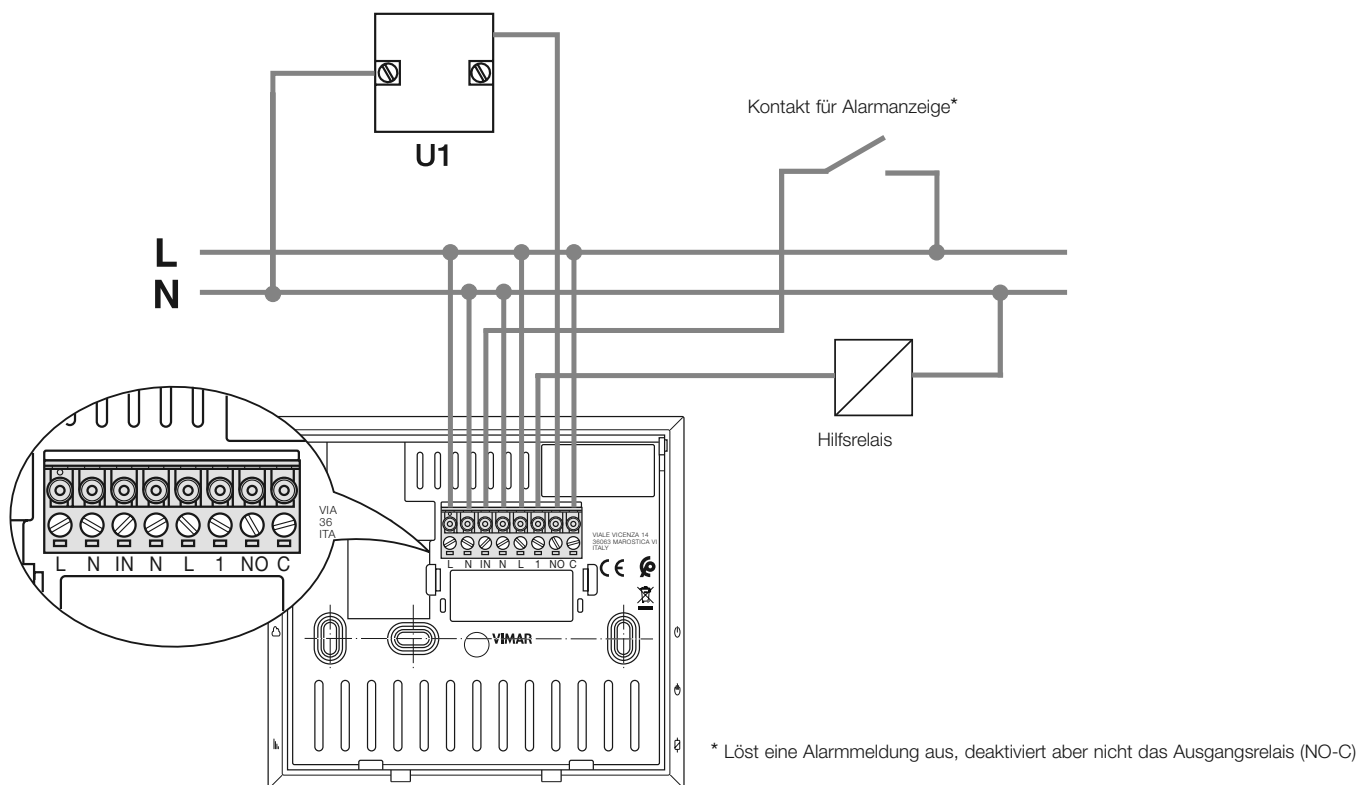 U1
Kontakt für Alarmanzeige*
L
N
Hilfsrelais
VIA
36
ITA
L N IN N L 1 NO C
VIALE VICENZA 14
36063 MAROSTICA VI
ITALY
L N IN N L 1 NO C
CE
VIMAR
* Löst eine Alarmmeldung aus, deaktiviert aber nicht das Ausgangsrelais (NO-C)